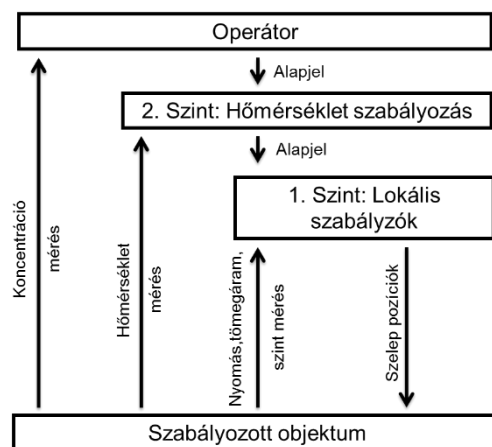 Operátor
Alapjel
2. Szint: Hőmérséklet szabályozás
Alapjel
1. Szint: Lokális
szabályzók
Koncentráció
mérés
Hőmérséklet
mérés
Nyomás,tömegáram,
szint mérés
Szelep pozíciók
Szabályozott objektum